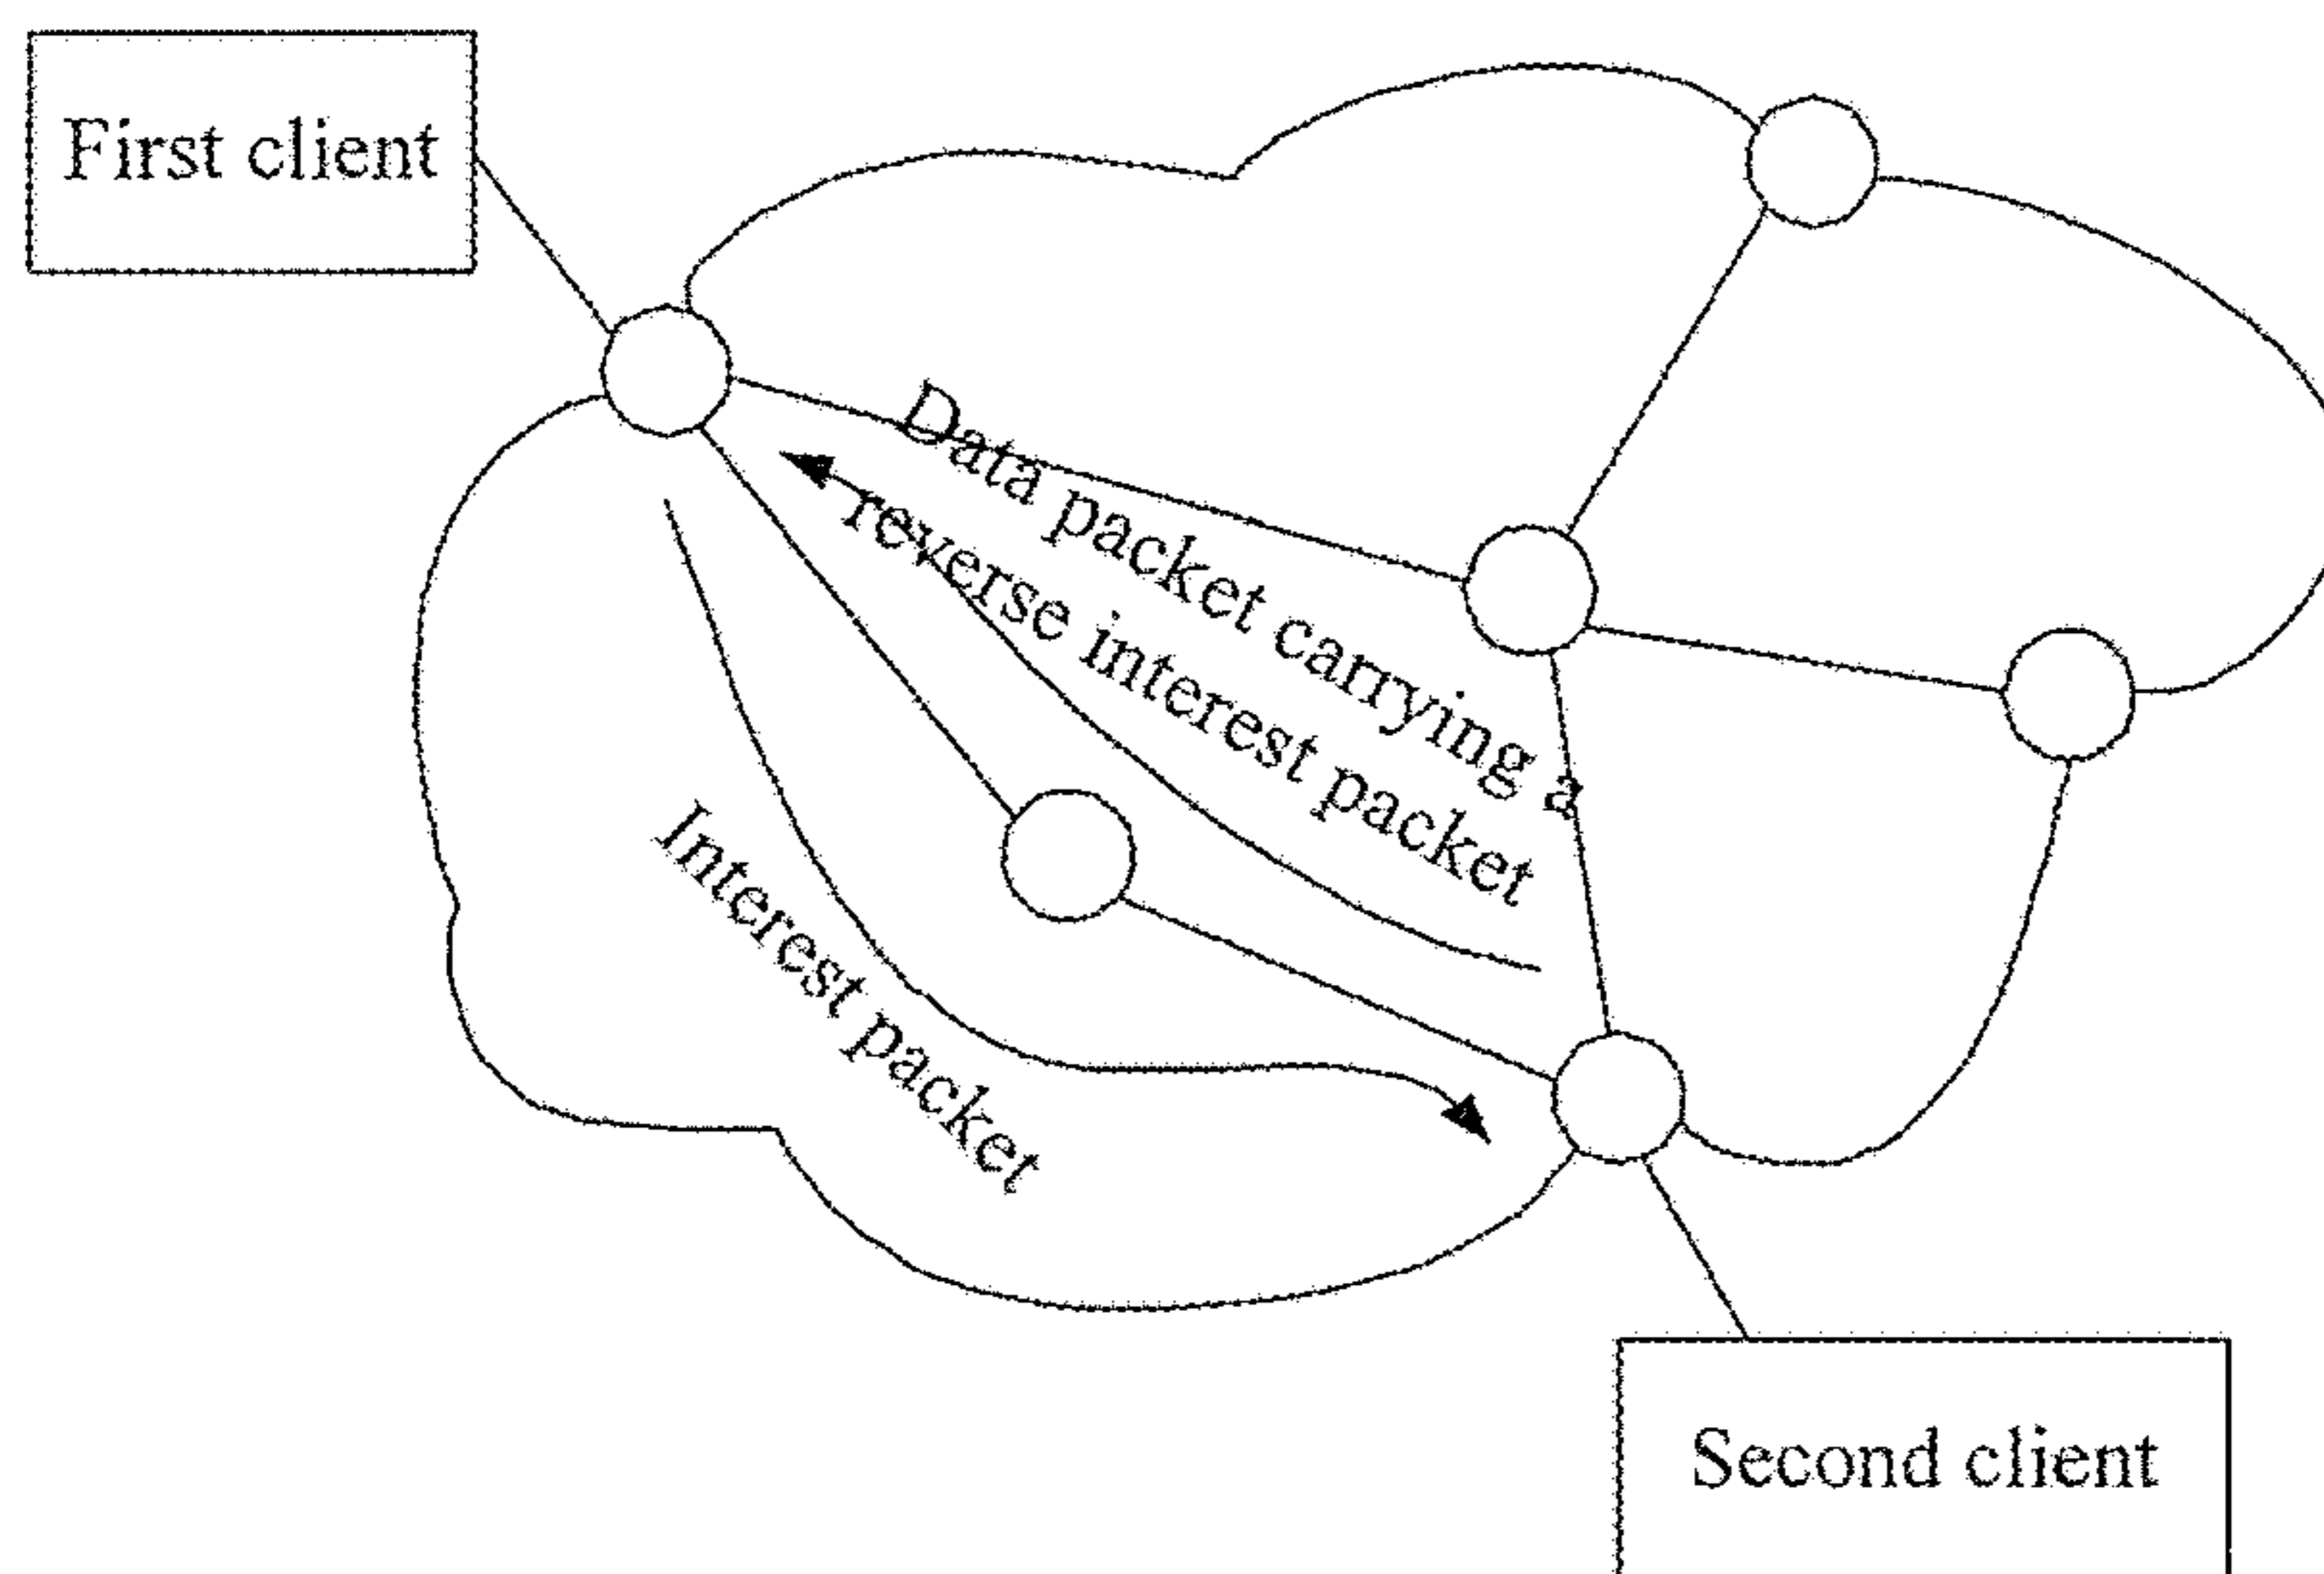 First client
Data packet carrying a
reverse interest packet
Interest packet
Second client